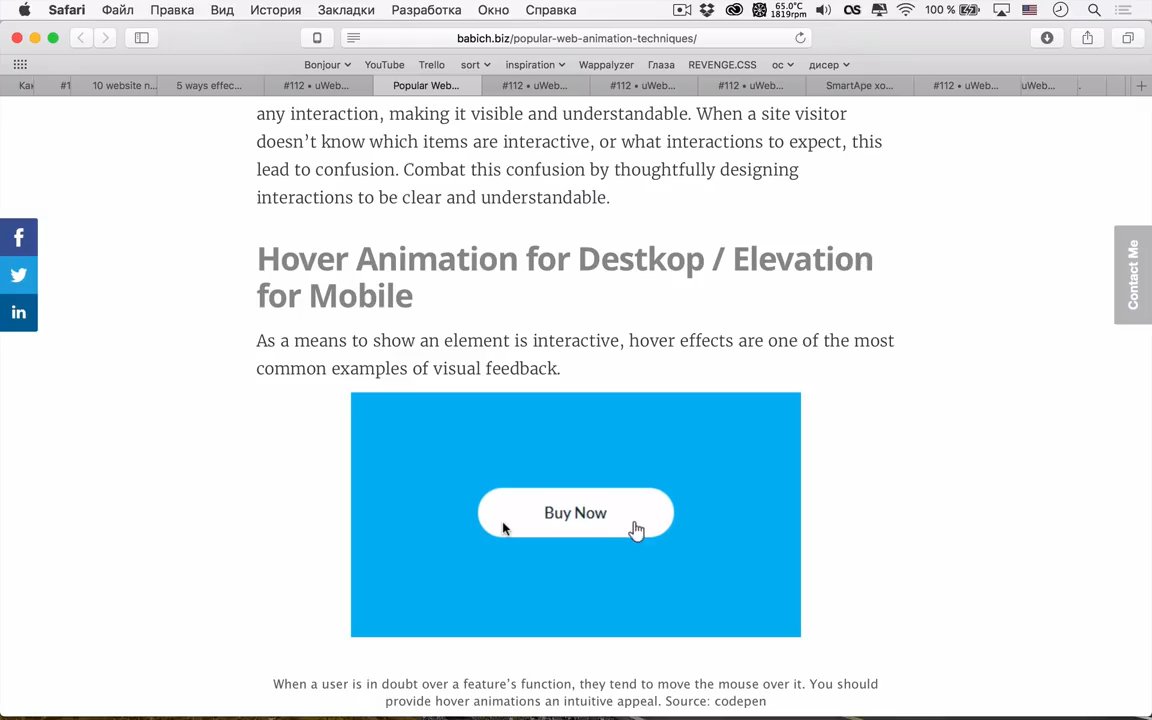 Safari Файл Правка Вид История Закладки Разработка Окно Справка 65.0°C 1819rpm 100 %
babich.biz/popular-web-animation-techniques/
Bonjour YouTube Trello sort inspiration Wappalyzer Глаза REVENGE.CSS ос дисер
Как #1 10 website n... 5 ways effec... #112 • uWeb... Popular Web... #112 • uWeb... #112 • uWeb... #112 • uWeb... SmartApe хо... #112 • uWeb... uWeb... .
any interaction, making it visible and understandable. When a site visitor
doesn’t know which items are interactive, or what interactions to expect, this
lead to confusion. Combat this confusion by thoughtfully designing
interactions to be clear and understandable.
Hover Animation for Destkop / Elevation
for Mobile
As a means to show an element is interactive, hover effects are one of the most
common examples of visual feedback.
Buy Now
When a user is in doubt over a feature’s function, they tend to move the mouse over it. You should
provide hover animations an intuitive appeal. Source: codepen
Contact Me